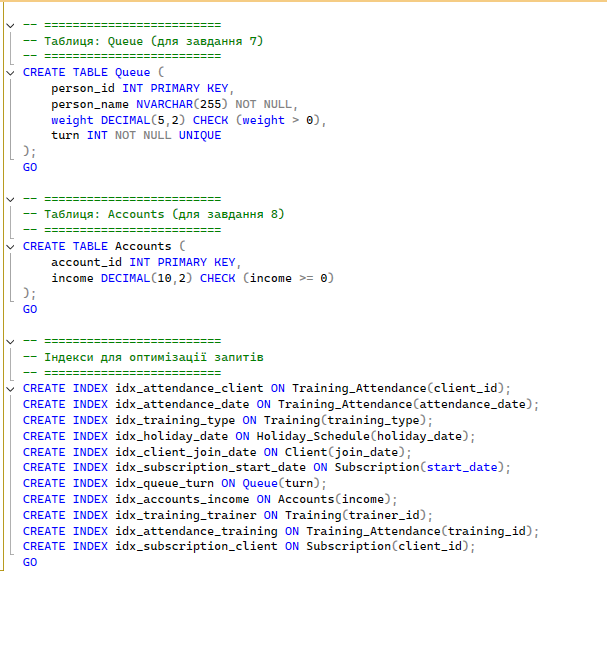 -- =========================
-- Таблиця: Queue (для завдання 7)
-- =========================
CREATE TABLE Queue (
    person_id INT PRIMARY KEY,
    person_name NVARCHAR(255) NOT NULL,
    weight DECIMAL(5,2) CHECK (weight > 0),
    turn INT NOT NULL UNIQUE
);
GO
-- =========================
-- Таблиця: Accounts (для завдання 8)
-- =========================
CREATE TABLE Accounts (
    account_id INT PRIMARY KEY,
    income DECIMAL(10,2) CHECK (income >= 0)
);
GO
-- =========================
-- Індекси для оптимізації запитів
-- =========================
CREATE INDEX idx_attendance_client ON Training_Attendance(client_id);
CREATE INDEX idx_attendance_date ON Training_Attendance(attendance_date);
CREATE INDEX idx_training_type ON Training(training_type);
CREATE INDEX idx_holiday_date ON Holiday_Schedule(holiday_date);
CREATE INDEX idx_client_join_date ON Client(join_date);
CREATE INDEX idx_subscription_start_date ON Subscription(start_date);
CREATE INDEX idx_queue_turn ON Queue(turn);
CREATE INDEX idx_accounts_income ON Accounts(income);
CREATE INDEX idx_training_trainer ON Training(trainer_id);
CREATE INDEX idx_attendance_training ON Training_Attendance(training_id);
CREATE INDEX idx_subscription_client ON Subscription(client_id);
GO